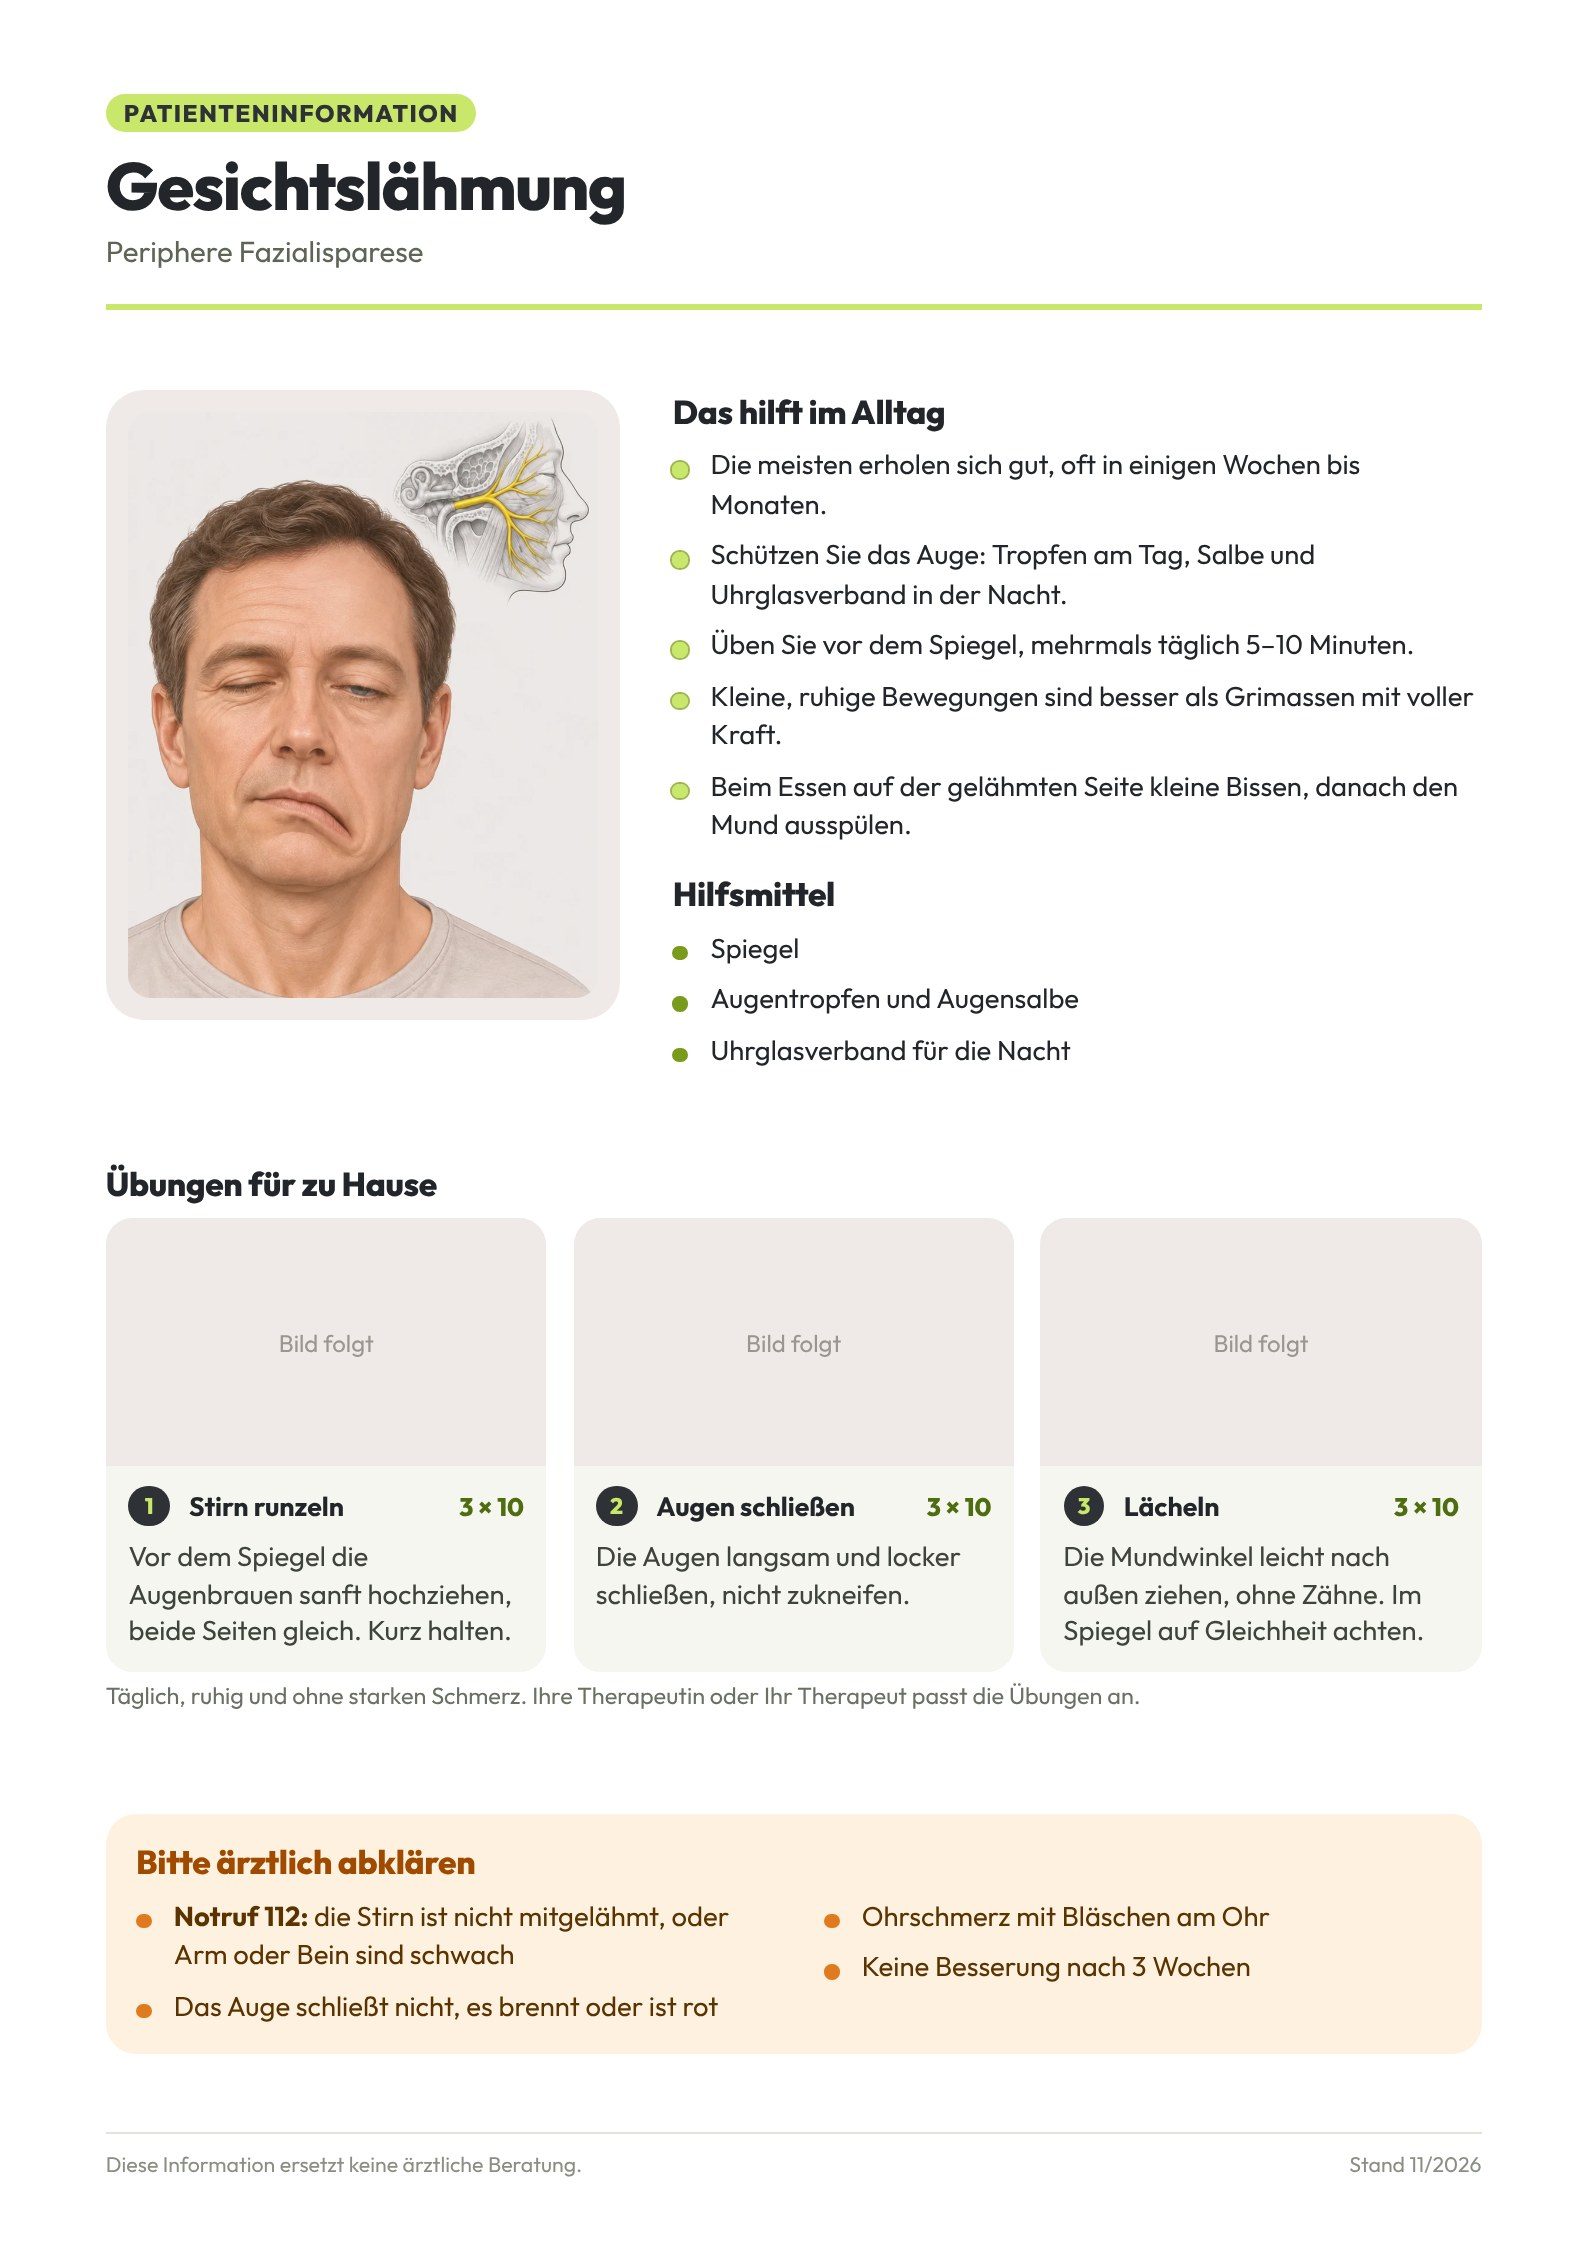 PATIENTENINFORMATION
Gesichtslähmung
Periphere Fazialisparese
Das hilft im Alltag
Die meisten erholen sich gut, oft in einigen Wochen bis
Monaten.
Schützen Sie das Auge: Tropfen am Tag, Salbe und
Uhrglasverband in der Nacht.
Üben Sie vor dem Spiegel, mehrmals täglich 5–10 Minuten.
Kleine, ruhige Bewegungen sind besser als Grimassen mit voller
Kraft.
Beim Essen auf der gelähmten Seite kleine Bissen, danach den
Mund ausspülen.
Hilfsmittel
Spiegel
Augentropfen und Augensalbe
Uhrglasverband für die Nacht
Übungen für zu Hause
Bild folgt
1 Stirn runzeln 3 × 10
Vor dem Spiegel die
Augenbrauen sanft hochziehen,
beide Seiten gleich. Kurz halten.
Bild folgt
2 Augen schließen 3 × 10
Die Augen langsam und locker
schließen, nicht zukneifen.
Bild folgt
3 Lächeln 3 × 10
Die Mundwinkel leicht nach
außen ziehen, ohne Zähne. Im
Spiegel auf Gleichheit achten.
Täglich, ruhig und ohne starken Schmerz. Ihre Therapeutin oder Ihr Therapeut passt die Übungen an.
Bitte ärztlich abklären
Notruf 112: die Stirn ist nicht mitgelähmt, oder
Arm oder Bein sind schwach
Das Auge schließt nicht, es brennt oder ist rot
Ohrschmerz mit Bläschen am Ohr
Keine Besserung nach 3 Wochen
Diese Information ersetzt keine ärztliche Beratung.
Stand 11/2026